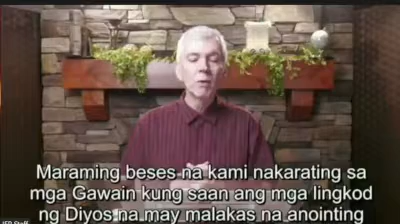 Maraming beses na kami nakarating sa
mga Gawain kung saan ang mga lingkod
ng Diyos na may malakas na anointing